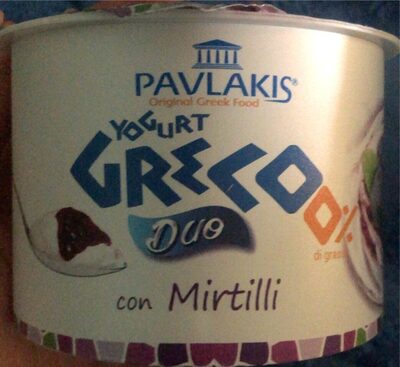 PAVLAKIS®
Original Greek Food
YOGURT
GRECO
Duo
0%
di grassi
con Mirtilli